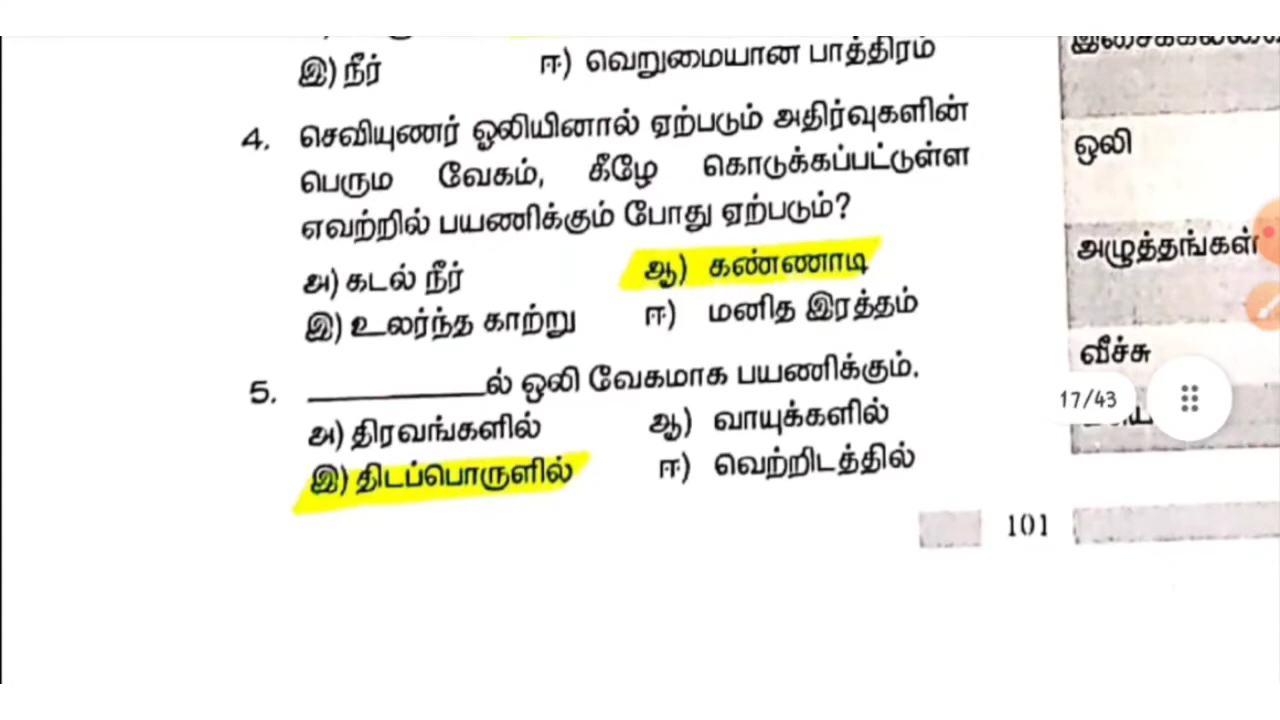 இ) நீர் ஈ) வெறுமையான பாத்திரம்
4. செவியுணர் ஓலியினால் ஏற்படும் அதிர்வுகளின்
பெரும வேகம், கீழே கொடுக்கப்பட்டுள்ள
எவற்றில் பயணிக்கும் போது ஏற்படும்?
அ) கடல் நீர் ஆ) கண்ணாடி
இ) உலர்ந்த காற்று ஈ) மனித இரத்தம்
5. ____________ல் ஒலி வேகமாக பயணிக்கும்.
அ) திரவங்களில் ஆ) வாயுக்களில்
இ) திடப்பொருளில் ஈ) வெற்றிடத்தில்
101
ஒலி
அழுத்தங்கள்
வீச்சு
17/43